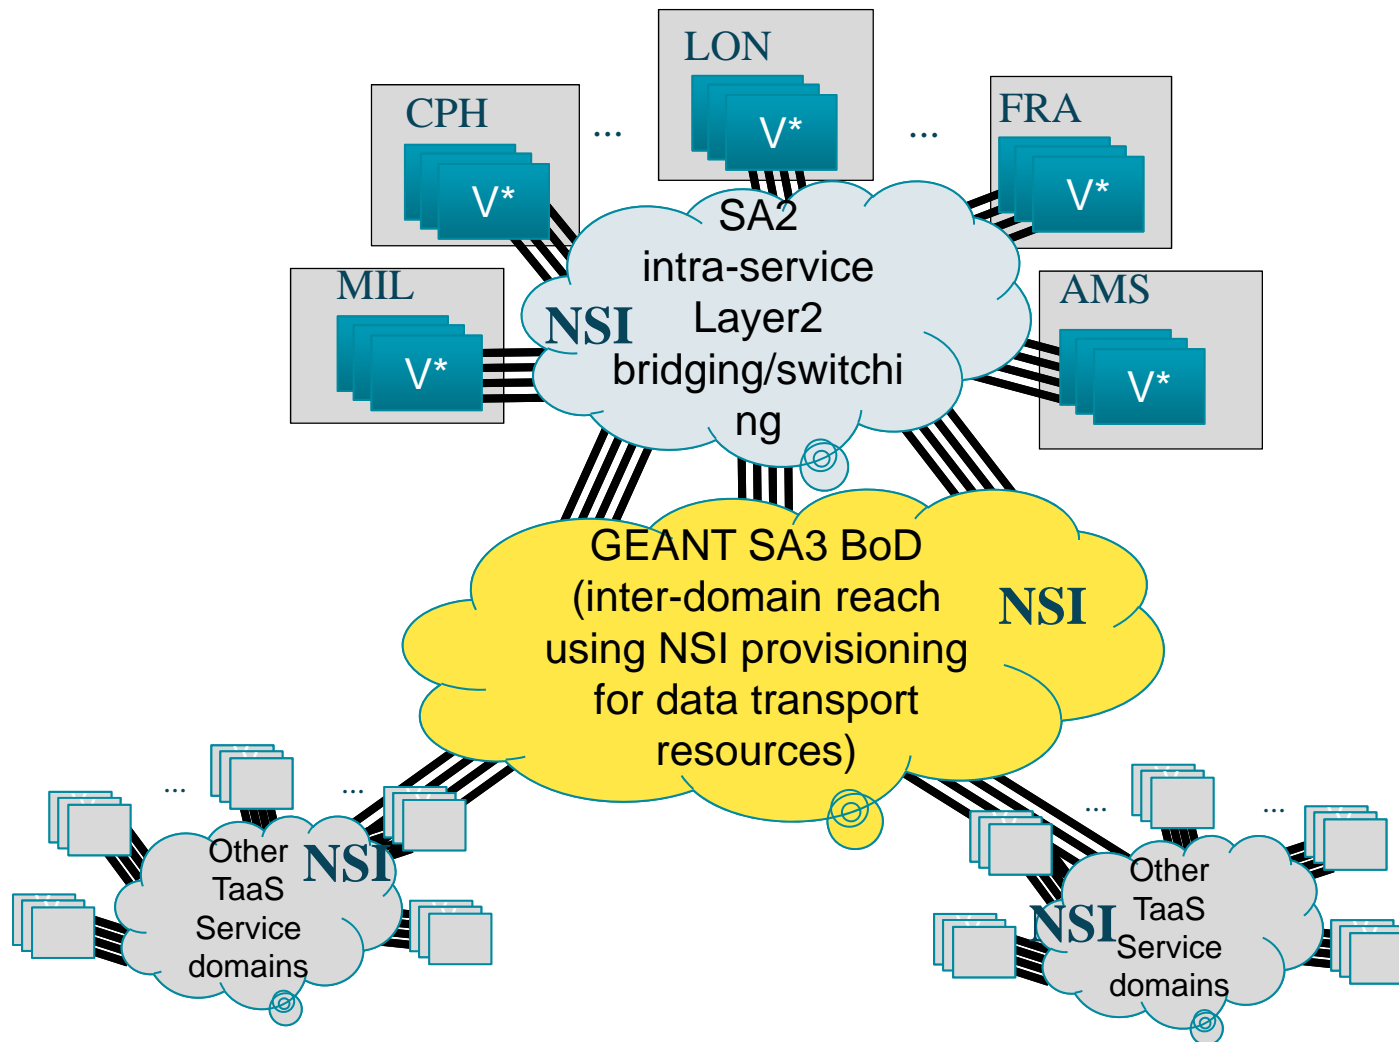 LON
CPH
...
...
FRA
V*
V*
V*
MIL
AMS
V*
V*
SA2
intra-service
Layer2
bridging/switchi
ng
NSI
GEANT SA3 BoD
(inter-domain reach
using NSI provisioning
for data transport
resources)
NSI
...
...
Other
TaaS
Service
domains
NSI
...
...
Other
TaaS
Service
domains
NSI